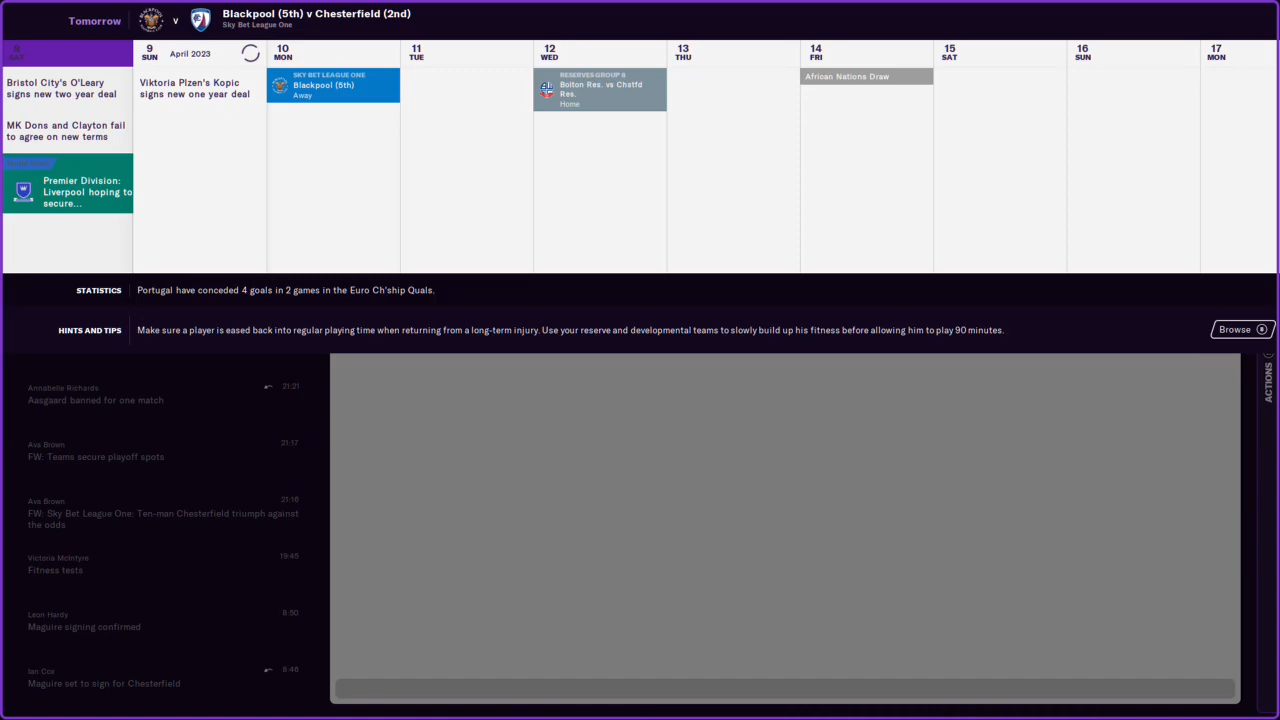 Tomorrow
v
Blackpool (5th) v Chesterfield (2nd)
Sky Bet League One
8
SAT
9
SUN
April 2023
10
MON
11
TUE
12
WED
13
THU
14
FRI
15
SAT
16
SUN
17
MON
Bristol City's O'Leary
signs new two year deal
MK Dons and Clayton fail
to agree on new terms
Premier Division:
Liverpool hoping to
secure...
Viktoria Plzen's Kopic
signs new one year deal
SKY BET LEAGUE ONE
Blackpool (5th)
Away
RESERVES GROUP 8
Bolton Res. vs Chstfd
Res.
Home
African Nations Draw
STATISTICS
Portugal have conceded 4 goals in 2 games in the Euro Ch'ship Quals.
HINTS AND TIPS
Make sure a player is eased back into regular playing time when returning from a long-term injury. Use your reserve and developmental teams to slowly build up his fitness before allowing him to play 90 minutes.
Browse
ACTIONS
Annabelle Richards
21:21
Aasgaard banned for one match
Ava Brown
21:17
FW: Teams secure playoff spots
Ava Brown
21:16
FW: Sky Bet League One: Ten-man Chesterfield triumph against
the odds
Victoria McIntyre
19:45
Fitness tests
Leon Hardy
9:50
Maguire signing confirmed
Ian Cox
8:46
Maguire set to sign for Chesterfield